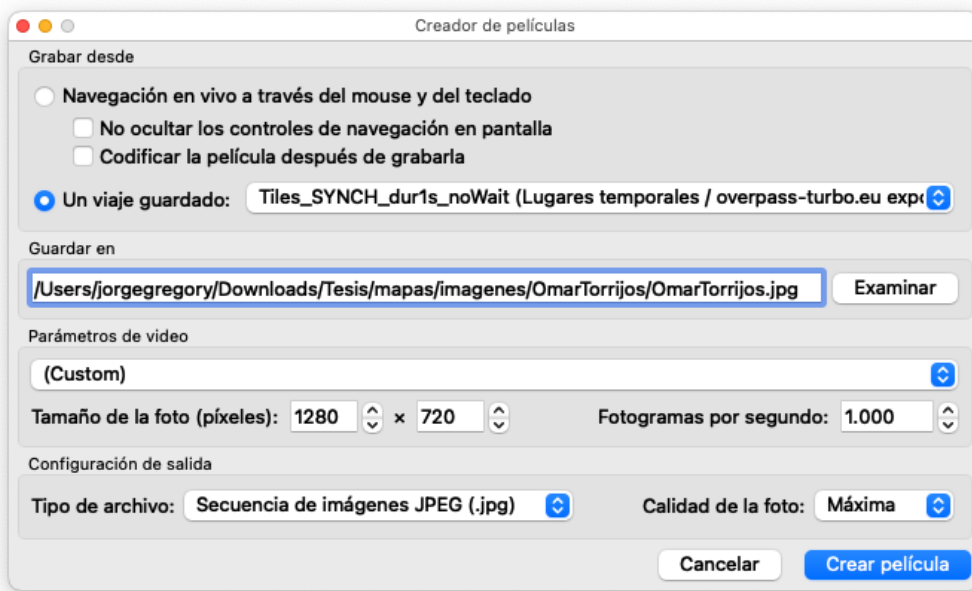 Creador de películas
Grabar desde
Navegación en vivo a través del mouse y del teclado
No ocultar los controles de navegación en pantalla
Codificar la película después de grabarla
Un viaje guardado: Tiles_SYNCH_dur1s_noWait (Lugares temporales / overpass-turbo.eu expo
Guardar en
/Users/jorgegregory/Downloads/Tesis/mapas/imagenes/OmarTorrijos/OmarTorrijos.jpg Examinar
Parámetros de video
(Custom)
Tamaño de la foto (píxeles): 1280 × 720 Fotogramas por segundo: 1.000
Configuración de salida
Tipo de archivo: Secuencia de imágenes JPEG (.jpg) Calidad de la foto: Máxima
Cancelar Crear película